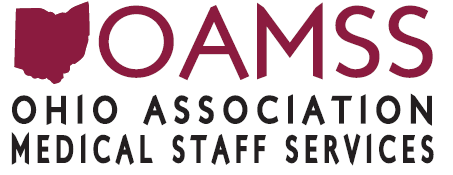 OAMSS
OHIO ASSOCIATION
MEDICAL STAFF SERVICES